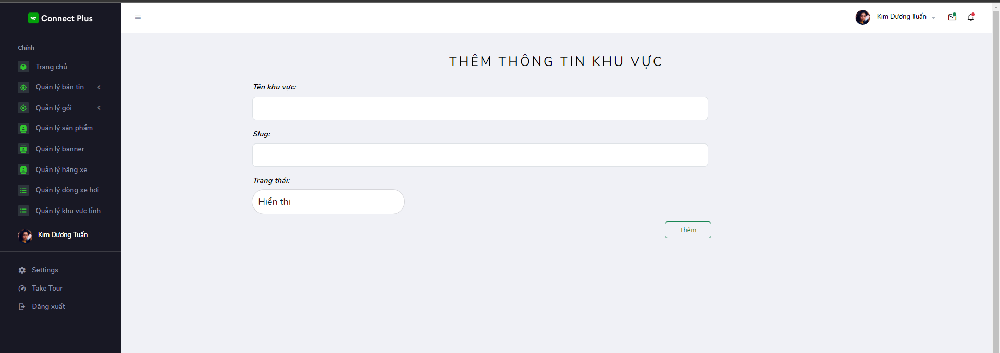 Connect Plus
Chính
Trang chủ
Quản lý bản tin
Quản lý gói
Quản lý sản phẩm
Quản lý banner
Quản lý hãng xe
Quản lý dòng xe hơi
Quản lý khu vực tỉnh
Kim Dương Tuấn
Settings
Take Tour
Đăng xuất
Kim Dương Tuấn
THÊM THÔNG TIN KHU VỰC
Tên khu vực:
Slug:
Trạng thái:
Hiển thị
Thêm